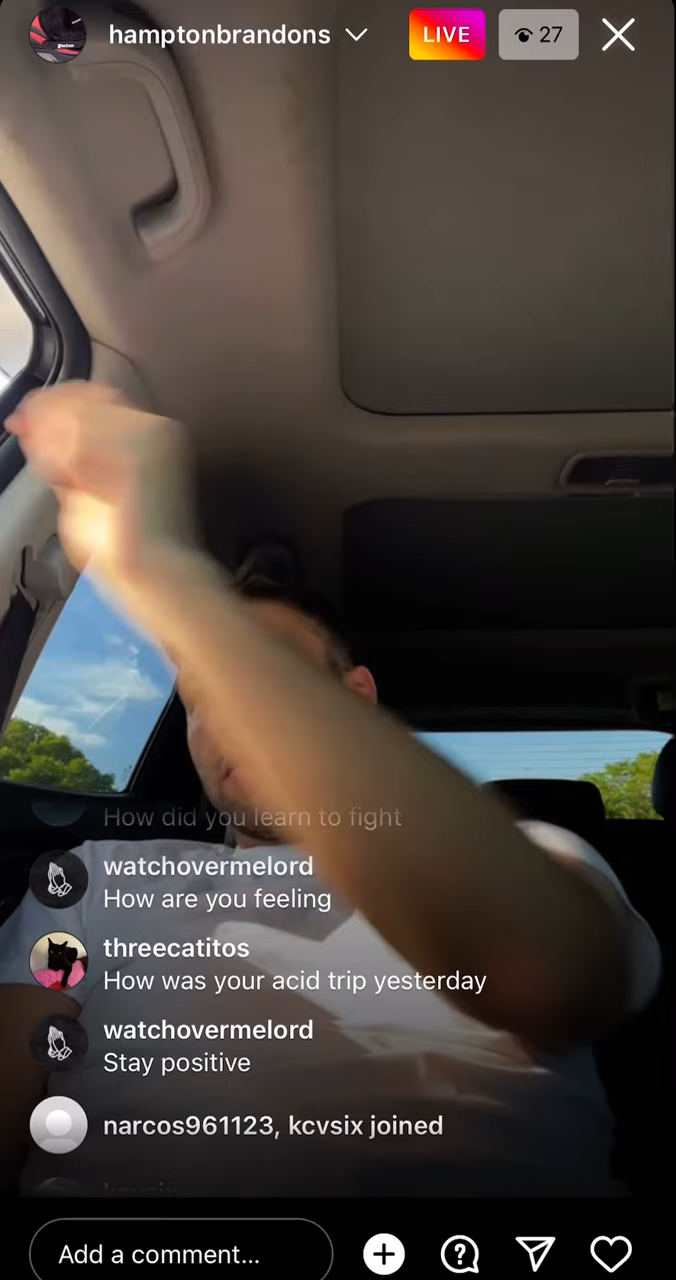 hamptonbrandons
LIVE
27
How did you learn to fight
watchovermelord
How are you feeling
threecatitos
How was your acid trip yesterday
watchovermelord
Stay positive
narcos961123, kcvsix joined
kcvsix
Add a comment...